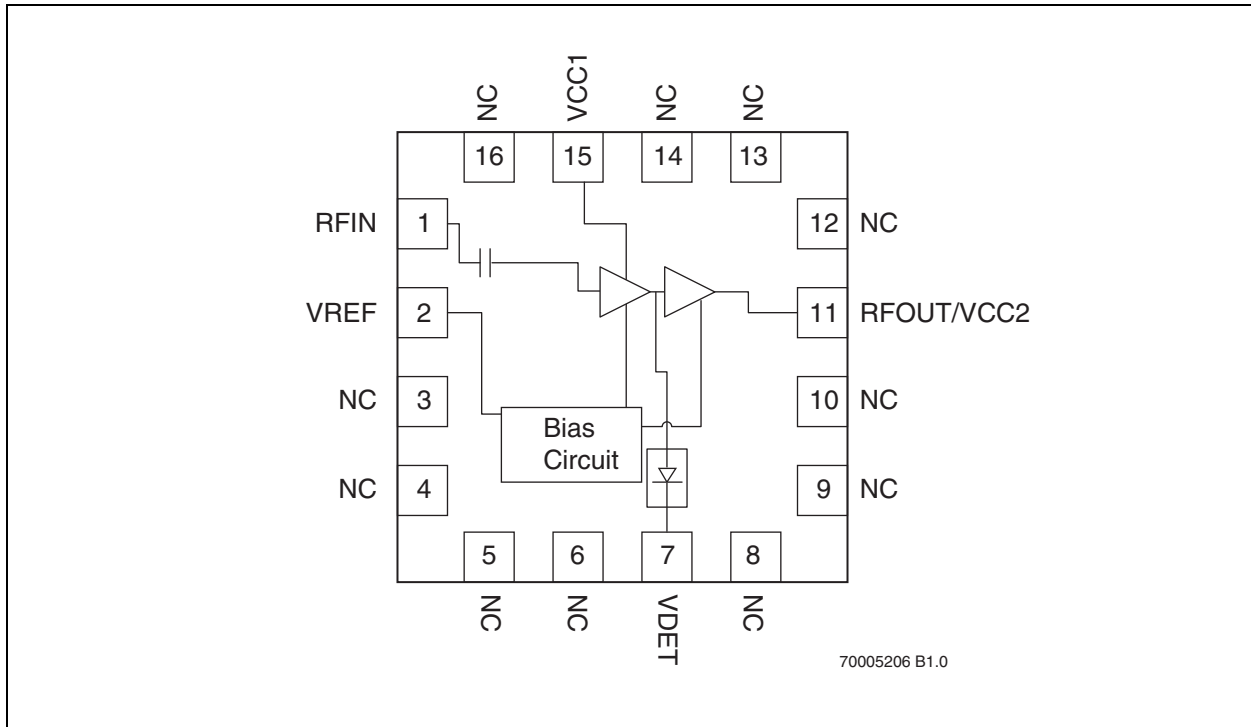 NC
VCC1
NC
NC
16
15
14
13
RFIN
1
12
NC
VREF
2
11
RFOUT/VCC2
NC
3
10
NC
Bias
Circuit
NC
4
9
NC
5
6
7
8
NC
NC
VDET
NC
70005206 B1.0